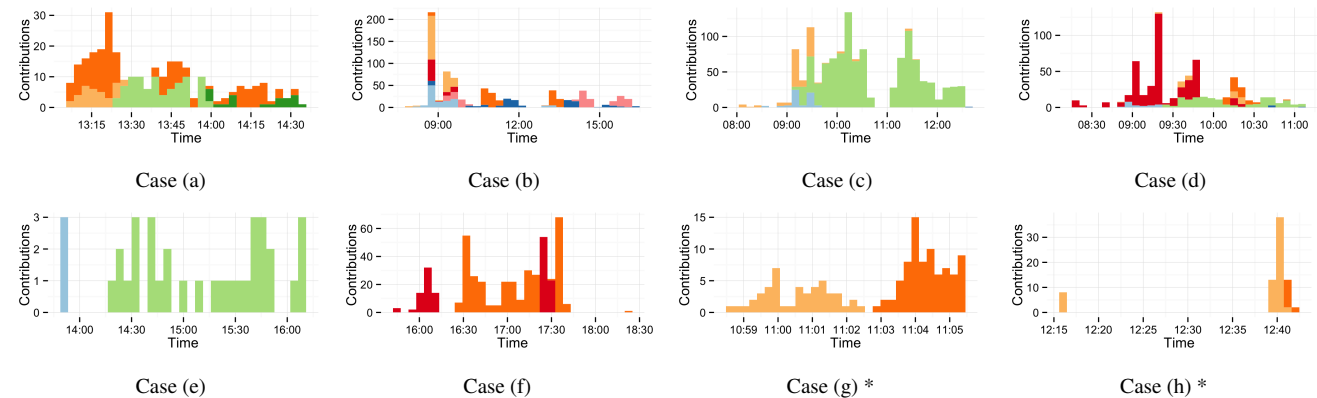 Contributions
30
20
10
0
13:15 13:30 13:45 14:00 14:15 14:30
Time
Case (a)
Contributions
200
150
100
50
0
09:00 12:00 15:00
Time
Case (b)
Contributions
100
50
0
08:00 09:00 10:00 11:00 12:00
Time
Case (c)
Contributions
100
50
0
08:30 09:00 09:30 10:00 10:30 11:00
Time
Case (d)
Contributions
3
2
1
0
14:00 14:30 15:00 15:30 16:00
Time
Case (e)
Contributions
60
40
20
0
16:00 16:30 17:00 17:30 18:00 18:30
Time
Case (f)
Contributions
15
10
5
0
10:59 11:00 11:01 11:02 11:03 11:04 11:05
Time
Case (g) *
Contributions
30
20
10
0
12:15 12:20 12:25 12:30 12:35 12:40
Time
Case (h) *